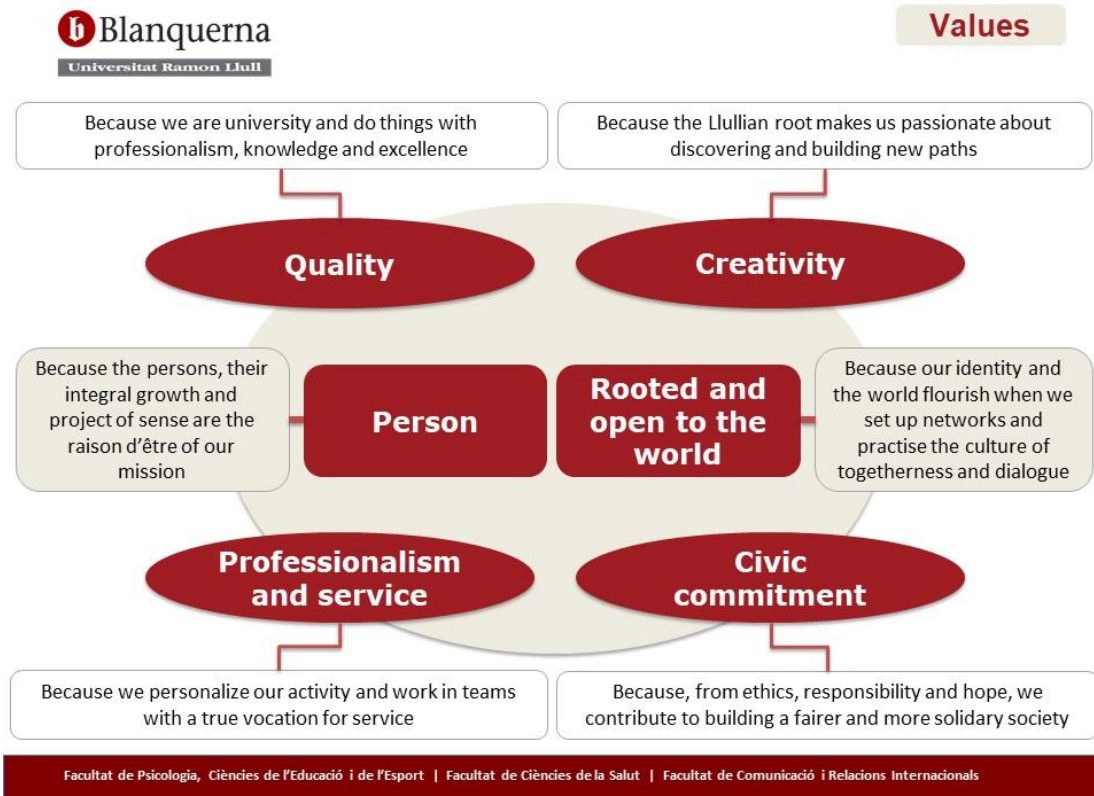 b Blanquerna
Universitat Ramon Llull
Values
Because we are university and do things with
professionalism, knowledge and excellence
Because the Llullian root makes us passionate about
discovering and building new paths
Quality
Creativity
Because the persons, their
integral growth and
project of sense are the
raison d’être of our
mission
Person
Rooted and
open to the
world
Because our identity and
the world flourish when we
set up networks and
practise the culture of
togetherness and dialogue
Professionalism
and service
Civic
commitment
Because we personalize our activity and work in teams
with a true vocation for service
Because, from ethics, responsibility and hope, we
contribute to building a fairer and more solidary society
Facultat de Psicologia, Ciències de l’Educació i de l’Esport | Facultat de Ciències de la Salut | Facultat de Comunicació i Relacions Internacionals